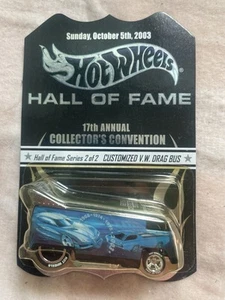 Sunday, October 5th, 2003
Hot Wheels
HALL OF FAME
17th ANNUAL
COLLECTOR'S CONVENTION
Hall of Fame Series 2 of 2 CUSTOMIZED V.W. DRAG BUS